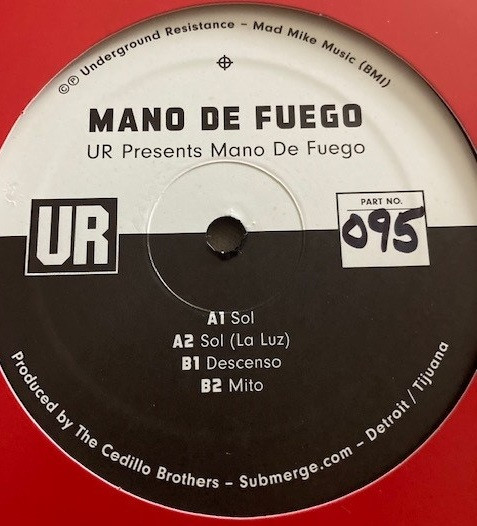 ©℗ Underground Resistance - Mad Mike Music (BMI)
MANO DE FUEGO
UR Presents Mano De Fuego
UR
PART NO.
095
A1 Sol
A2 Sol (La Luz)
B1 Descenso
B2 Mito
Produced by The Cedillo Brothers - Submerge.com - Detroit / Tijuana